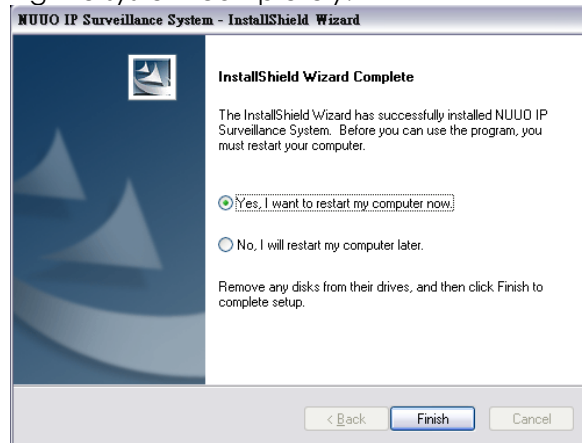 NUUO IP Surveillance System - InstallShield Wizard
InstallShield Wizard Complete
The InstallShield Wizard has successfully installed NUUO IP
Surveillance System.  Before you can use the program, you
must restart your computer.
Yes, I want to restart my computer now.
No, I will restart my computer later.
Remove any disks from their drives, and then click Finish to
complete setup.
< Back
Finish
Cancel